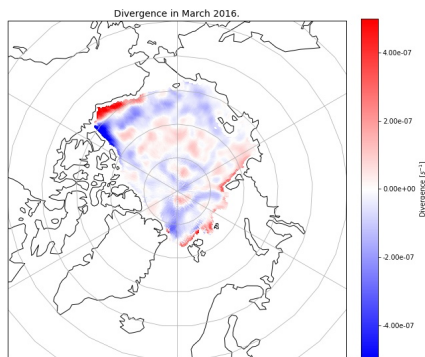 Divergence in March 2016.
4.00e-07
2.00e-07
0.00e+00
-2.00e-07
-4.00e-07
Divergence [s⁻¹]